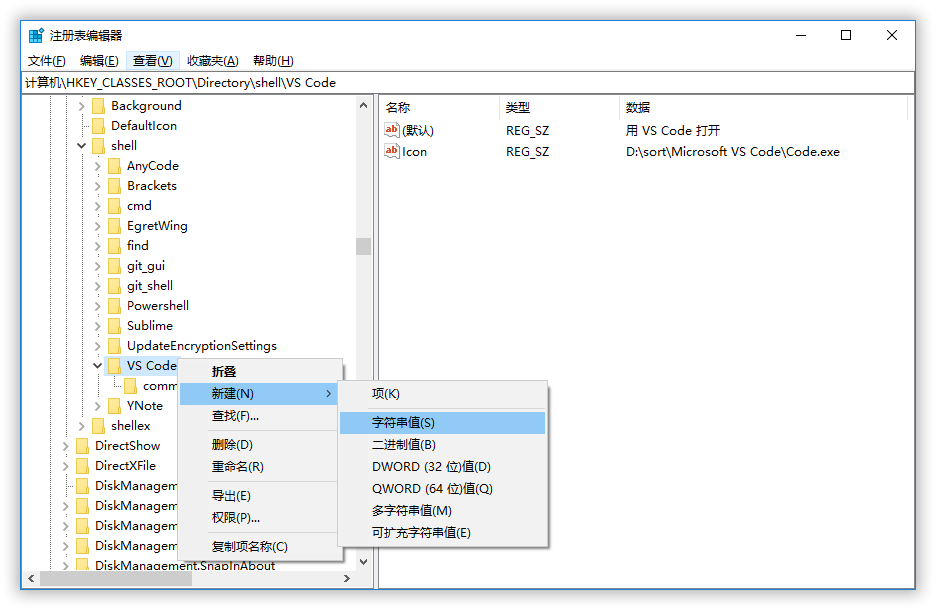 注册表编辑器
文件(F) 编辑(E) 查看(V) 收藏夹(A) 帮助(H)
计算机\HKEY_CLASSES_ROOT\Directory\shell\VS Code
Background
DefaultIcon
shell
AnyCode
Brackets
cmd
EgretWing
find
git_gui
git_shell
Powershell
Sublime
UpdateEncryptionSettings
VS Code
comm
YNote
shellex
DirectShow
DirectXFile
DiskManagem
DiskManagem
DiskManagem
DiskManagem
DiskManagement.SnapInAbout
名称 类型 数据
ab (默认) REG_SZ 用 VS Code 打开
ab Icon REG_SZ D:\sort\Microsoft VS Code\Code.exe
折叠
新建(N)
查找(F)...
删除(D)
重命名(R)
导出(E)
权限(P)...
复制项名称(C)
项(K)
字符串值(S)
二进制值(B)
DWORD (32 位)值(D)
QWORD (64 位)值(Q)
多字符串值(M)
可扩充字符串值(E)